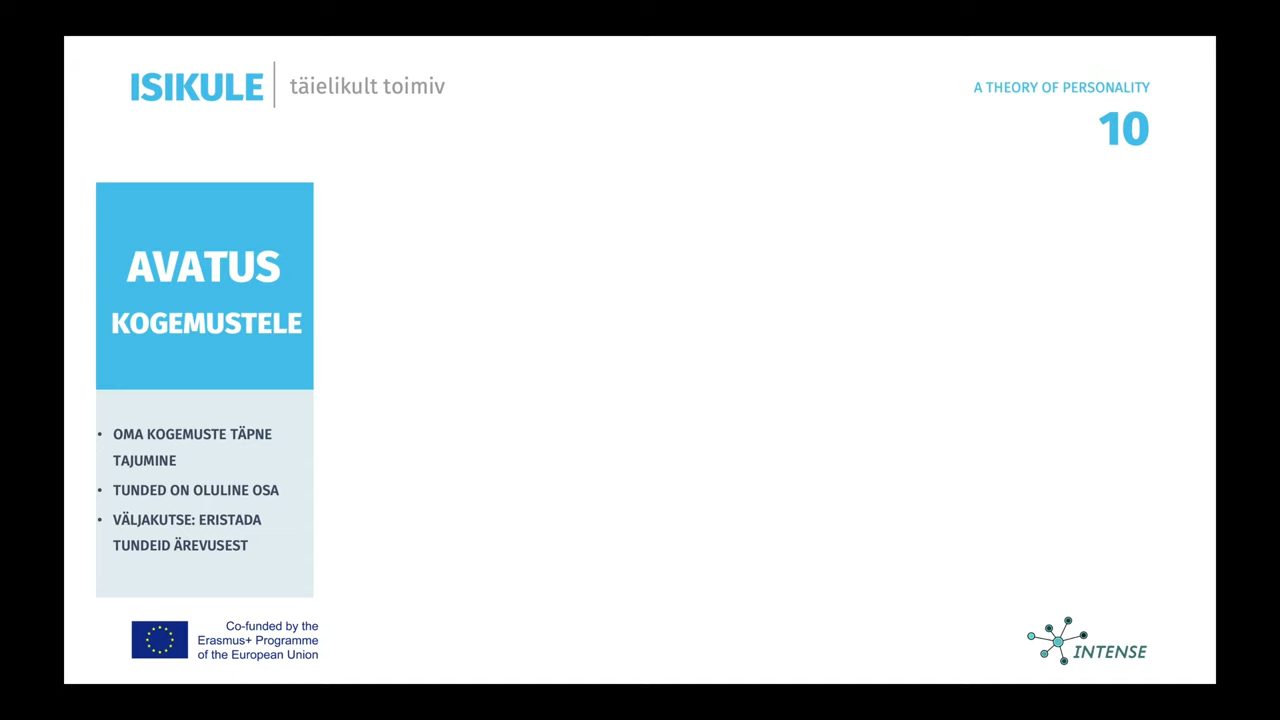 ISIKULE
täielikult toimiv
A THEORY OF PERSONALITY
10
AVATUS
KOGEMUSTELE
• OMA KOGEMUSTE TÄPNE
TAJUMINE
• TUNDED ON OLULINE OSA
• VÄLJAKUTSE: ERISTADA
TUNDEID ÄREVUSEST
Co-funded by the
Erasmus+ Programme
of the European Union
INTENSE